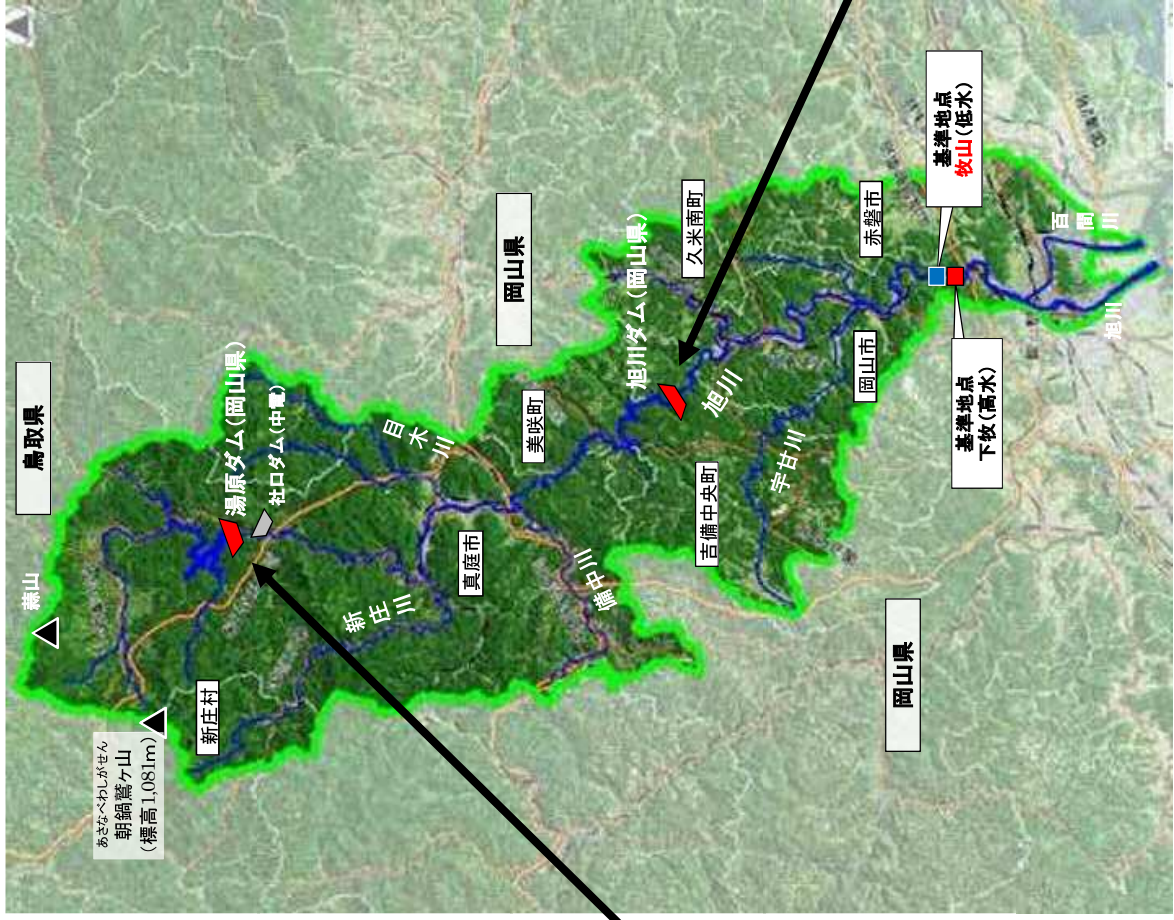 鳥取県
蒜山
湯原ダム(岡山県)
社口ダム(中電)
目木川
岡山県
あさなべわしがせん
朝鍋鷲ヶ山
(標高1,081m)
新庄村
新庄川
真庭市
美咲町
備中川
旭川ダム(岡山県)
久米南町
旭川
吉備中央町
宇甘川
赤磐市
岡山市
岡山県
基準地点
牧山(低水)
基準地点
下牧(高水)
百間川
旭川